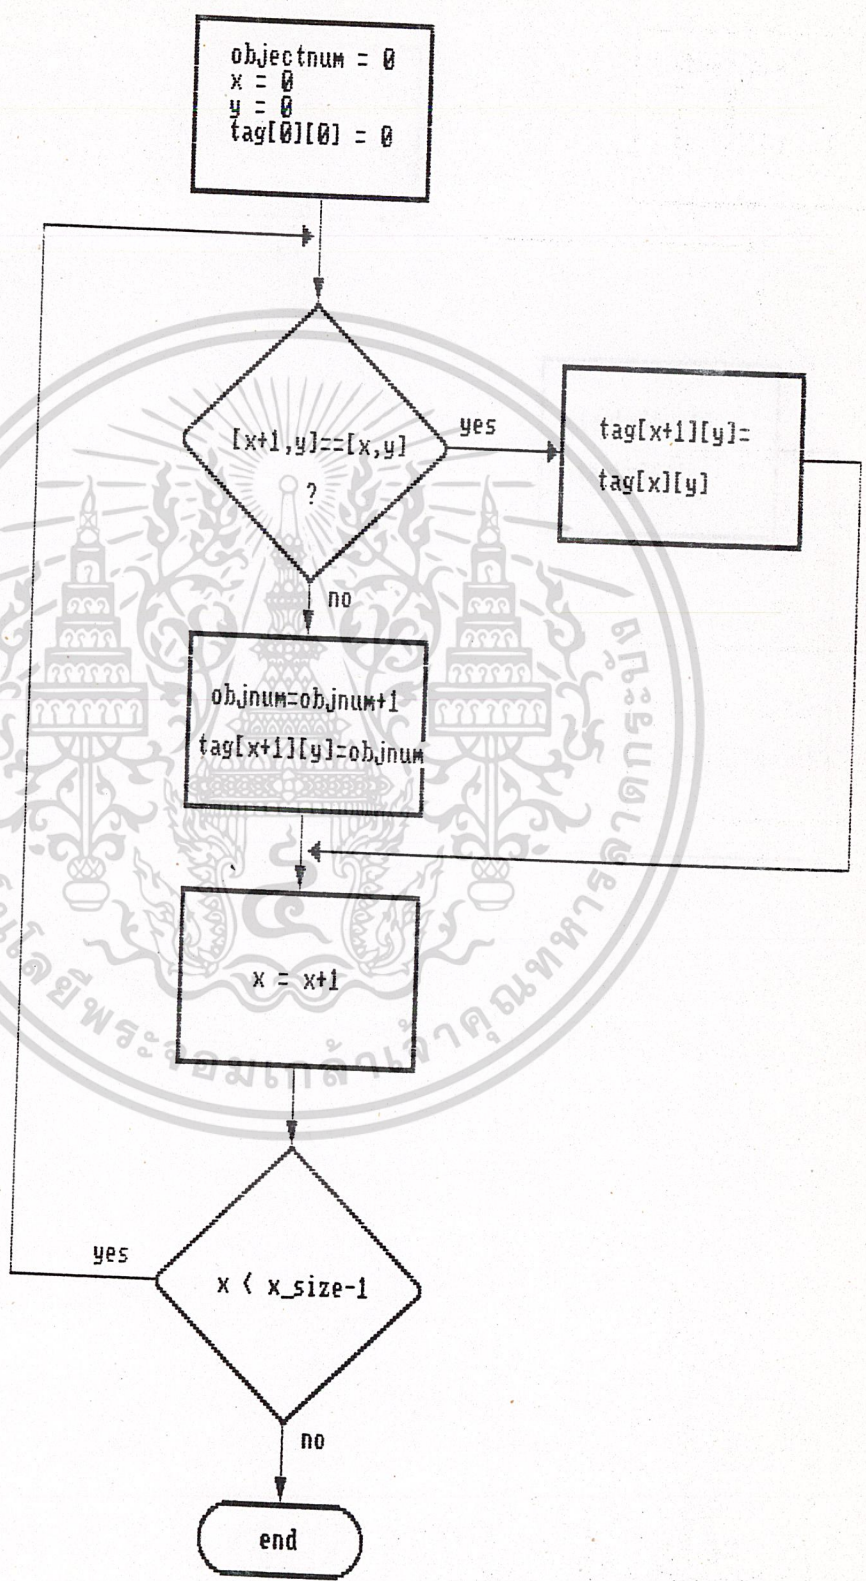 objectnum = 0
x = 0
y = 0
tag[0][0] = 0
[x+1,y]==[x,y]
?
yes
tag[x+1][y]=
tag[x][y]
no
objnum=objnum+1
tag[x+1][y]=objnum
x = x+1
yes
x < x_size-1
no
end